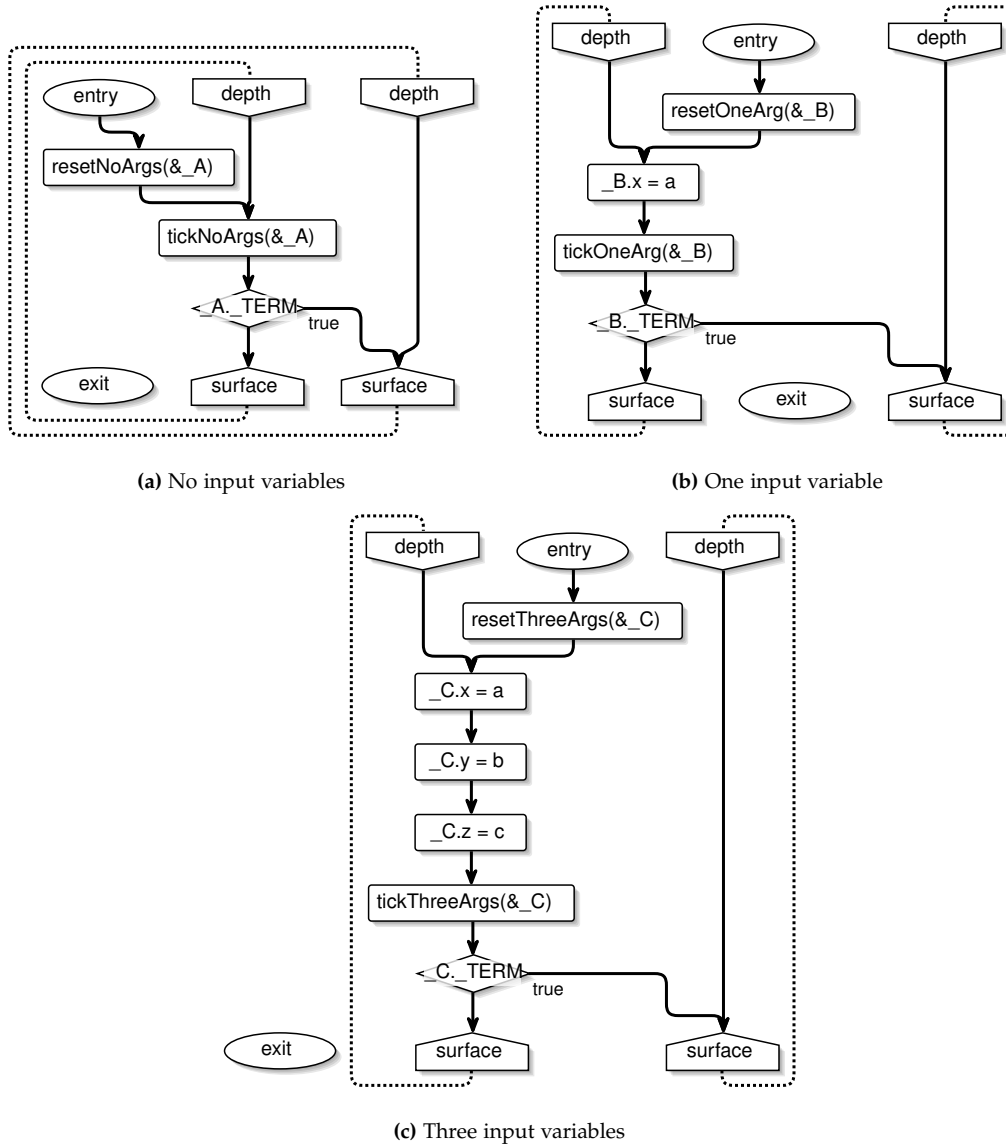 entry
depth
depth
resetNoArgs(&_A)
tickNoArgs(&_A)
_A._TERM
true
exit
surface
surface
(a) No input variables
depth
entry
depth
resetOneArg(&_B)
_B.x = a
tickOneArg(&_B)
_B._TERM
true
surface
exit
surface
(b) One input variable
depth
entry
depth
resetThreeArgs(&_C)
_C.x = a
_C.y = b
_C.z = c
tickThreeArgs(&_C)
_C._TERM
true
exit
surface
surface
(c) Three input variables